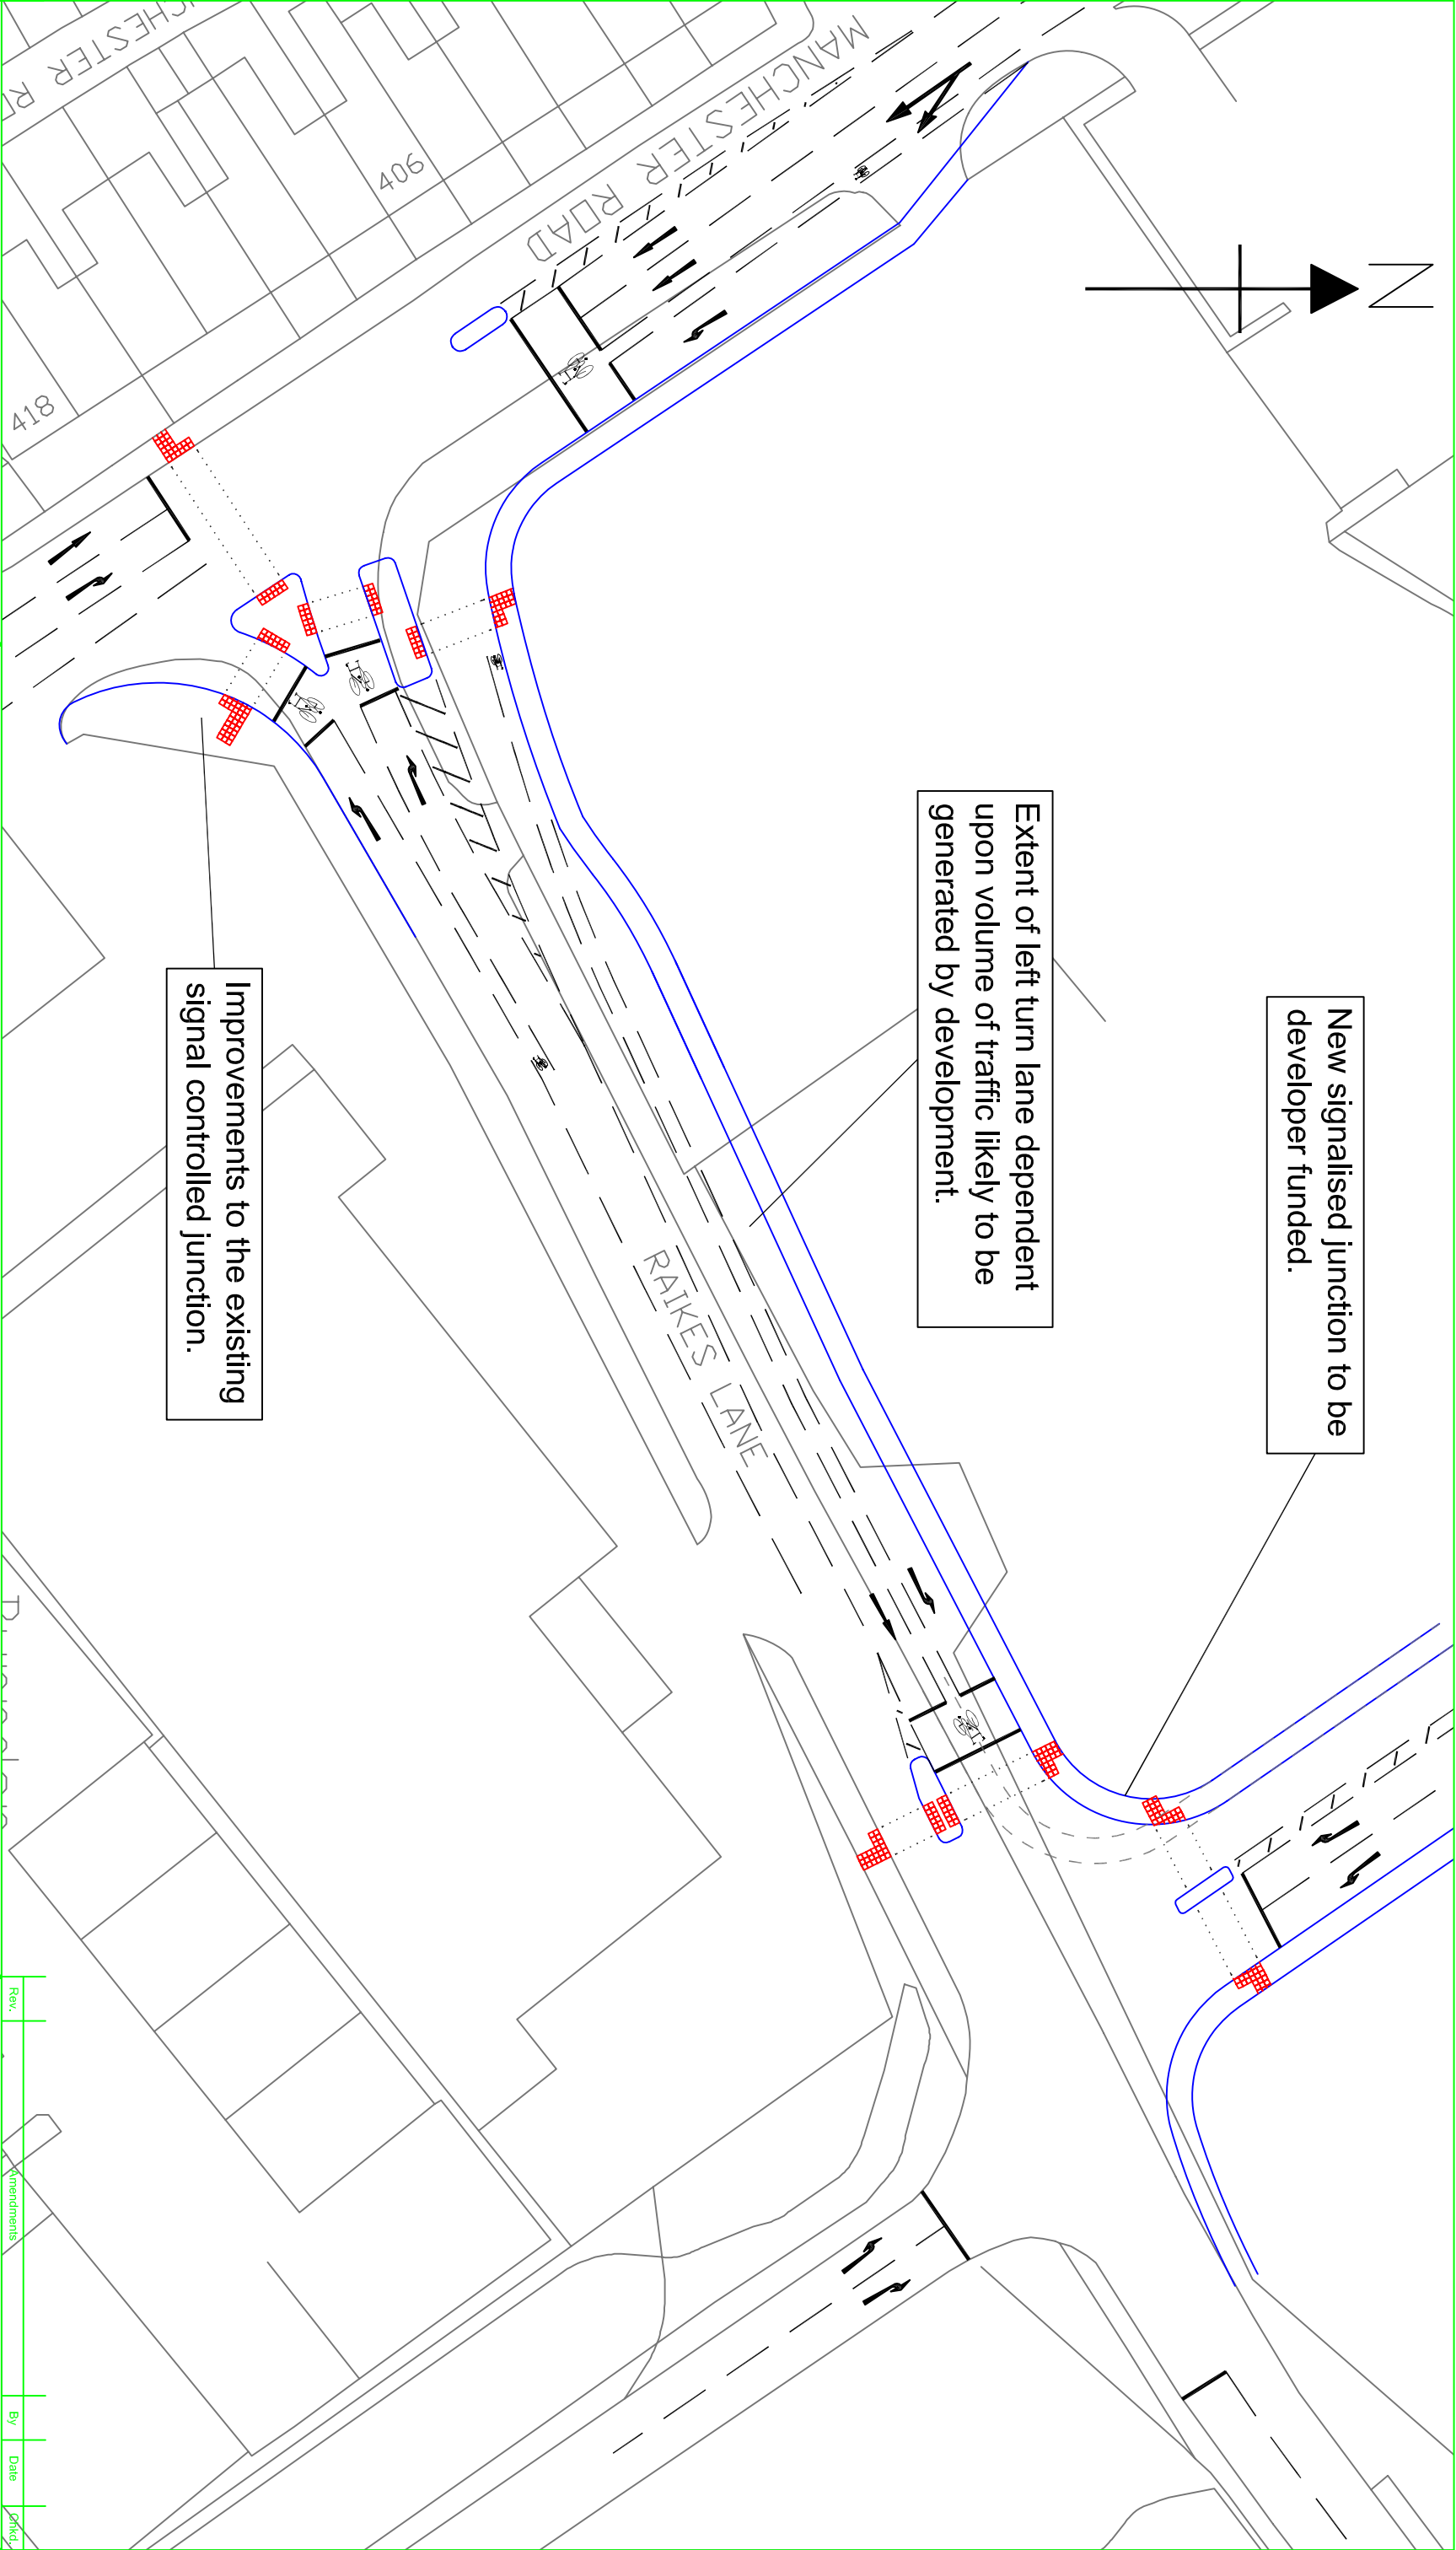 MANCHESTER ROAD
406
418
N
New signalised junction to be
developer funded.
Extent of left turn lane dependent
upon volume of traffic likely to be
generated by development.
RAIKES LANE
Improvements to the existing
signal controlled junction.
Rev.
Amendments
By
Date
Chkd.